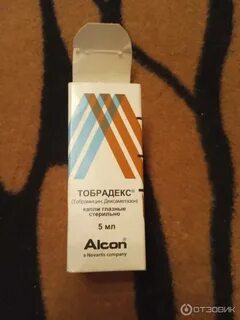 ТОБРАДЕКС®
(Тобрамицин, Дексаметазон)
капли глазные
стерильно
5 мл
Alcon
a Novartis company
ОТЗОВИК